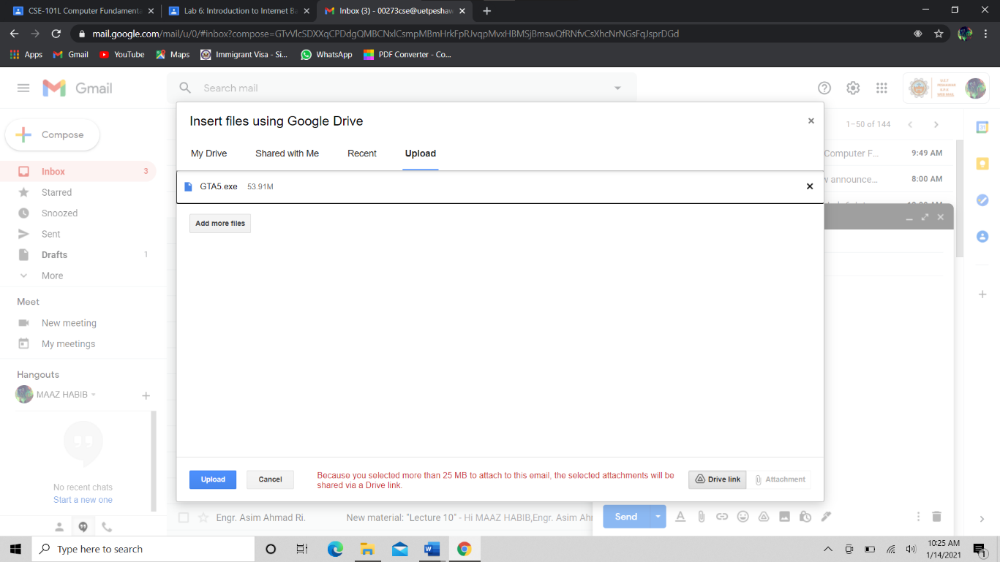 CSE-101L Computer Fundamenta
Lab 6: Introduction to Internet Ba
Inbox (3) - 00273cse@uetpeshaw
mail.google.com/mail/u/0/#inbox?compose=GTvVlcSDXXqCPDdgQMBCNxlCsmpMBmHrkFpRJvqpMvxHBMSjBmswQfRNfvCsXhcNrNGsFqJsprDGd
Apps Gmail YouTube Maps Immigrant Visa - Si... WhatsApp PDF Converter - Co...
Gmail
Search mail
Compose
Inbox 3
Starred
Snoozed
Sent
Drafts 1
More
Meet
New meeting
My meetings
Hangouts
MAAZ HABIB
No recent chats
Start a new one
Insert files using Google Drive
My Drive Shared with Me Recent Upload
GTA5.exe 53.91M
Add more files
Upload Cancel
Because you selected more than 25 MB to attach to this email, the selected attachments will be
shared via a Drive link.
Drive link Attachment
1–50 of 144
Computer F... 9:49 AM
announce... 8:00 AM
Engr. Asim Ahmad Ri. New material: "Lecture 10" - Hi MAAZ HABIB,Engr. Asim Ah
Send
31
Type here to search
10:25 AM
1/14/2021
1